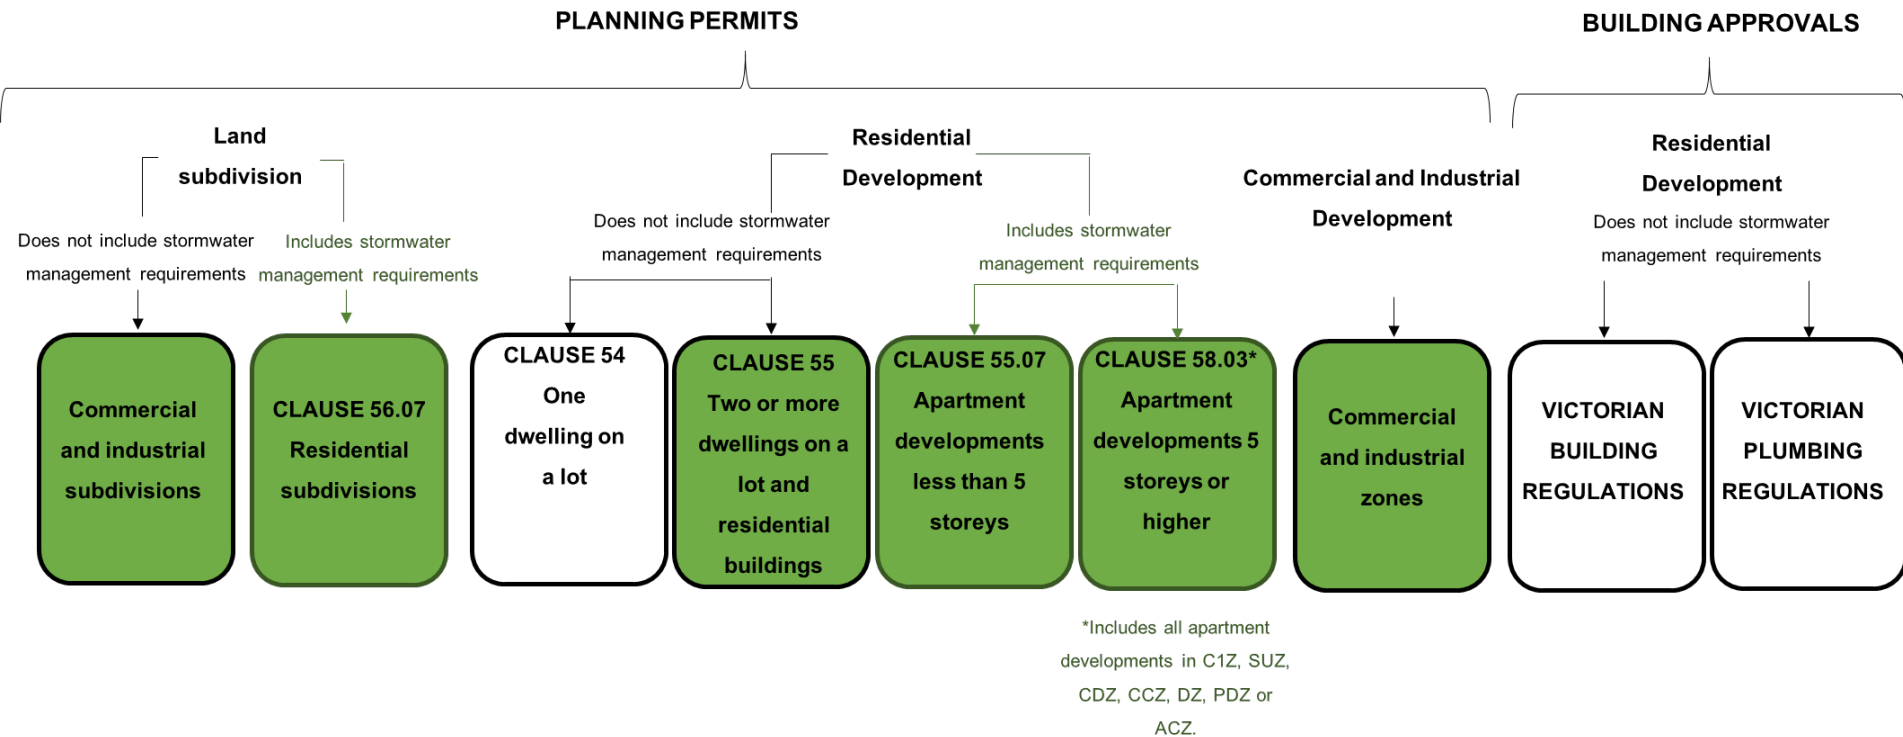 PLANNING PERMITS
BUILDING APPROVALS
Land
subdivision
Does not include stormwater
management requirements
Includes stormwater
management requirements
Commercial
and industrial
subdivisions
CLAUSE 56.07
Residential
subdivisions
Residential
Development
Does not include stormwater
management requirements
Includes stormwater
management requirements
CLAUSE 54
One
dwelling on
a lot
CLAUSE 55
Two or more
dwellings on a
lot and
residential
buildings
CLAUSE 55.07
Apartment
developments
less than 5
storeys
CLAUSE 58.03*
Apartment
developments 5
storeys or
higher
*Includes all apartment
developments in C1Z, SUZ,
CDZ, CCZ, DZ, PDZ or
ACZ.
Commercial and Industrial
Development
Commercial
and industrial
zones
Residential
Development
Does not include stormwater
management requirements
VICTORIAN
BUILDING
REGULATIONS
VICTORIAN
PLUMBING
REGULATIONS